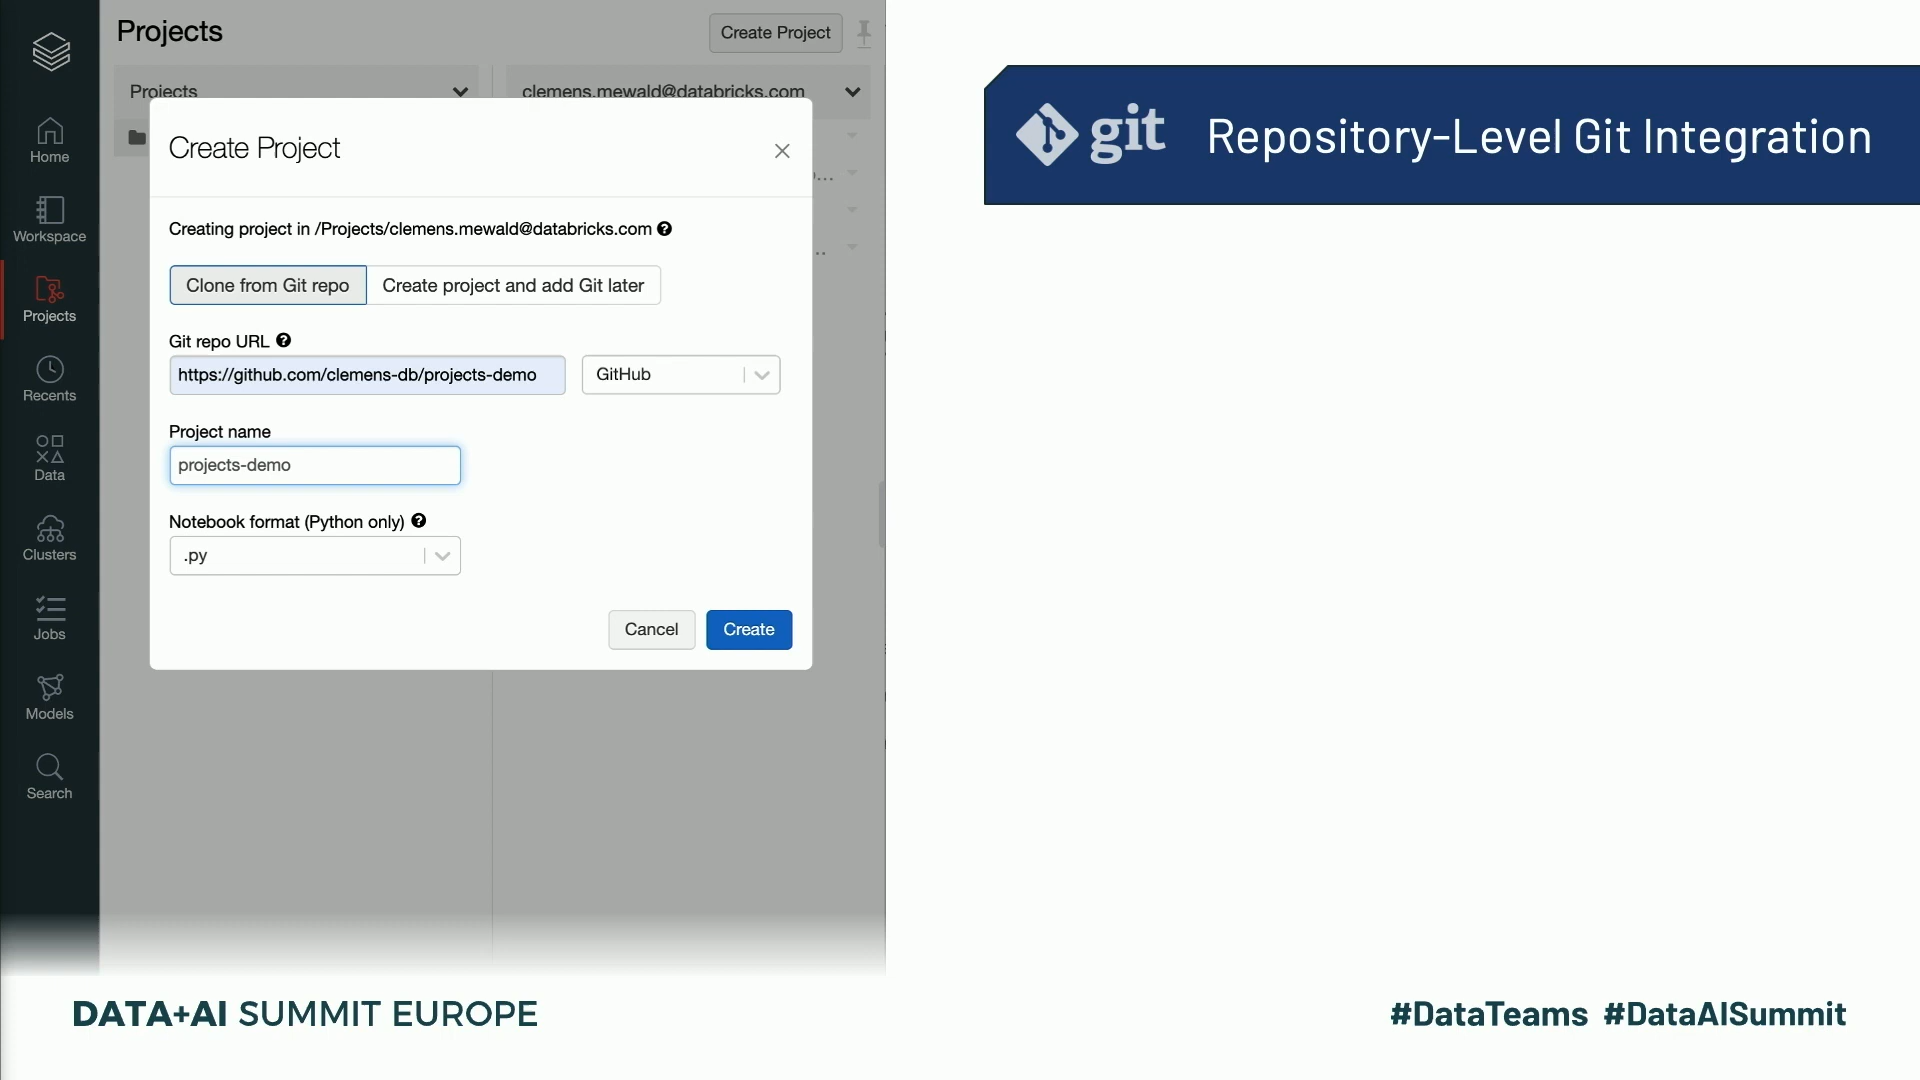 Projects
Create Project
Projects
clemens.mewald@databricks.com
Create Project
Creating project in /Projects/clemens.mewald@databricks.com
Clone from Git repo
Create project and add Git later
Git repo URL
https://github.com/clemens-db/projects-demo
GitHub
Project name
projects-demo
Notebook format (Python only)
.py
Cancel
Create
Home
Workspace
Projects
Recents
Data
Clusters
Jobs
Models
Search
git
Repository-Level Git Integration
DATA+AI SUMMIT EUROPE
#DataTeams #DataAISummit